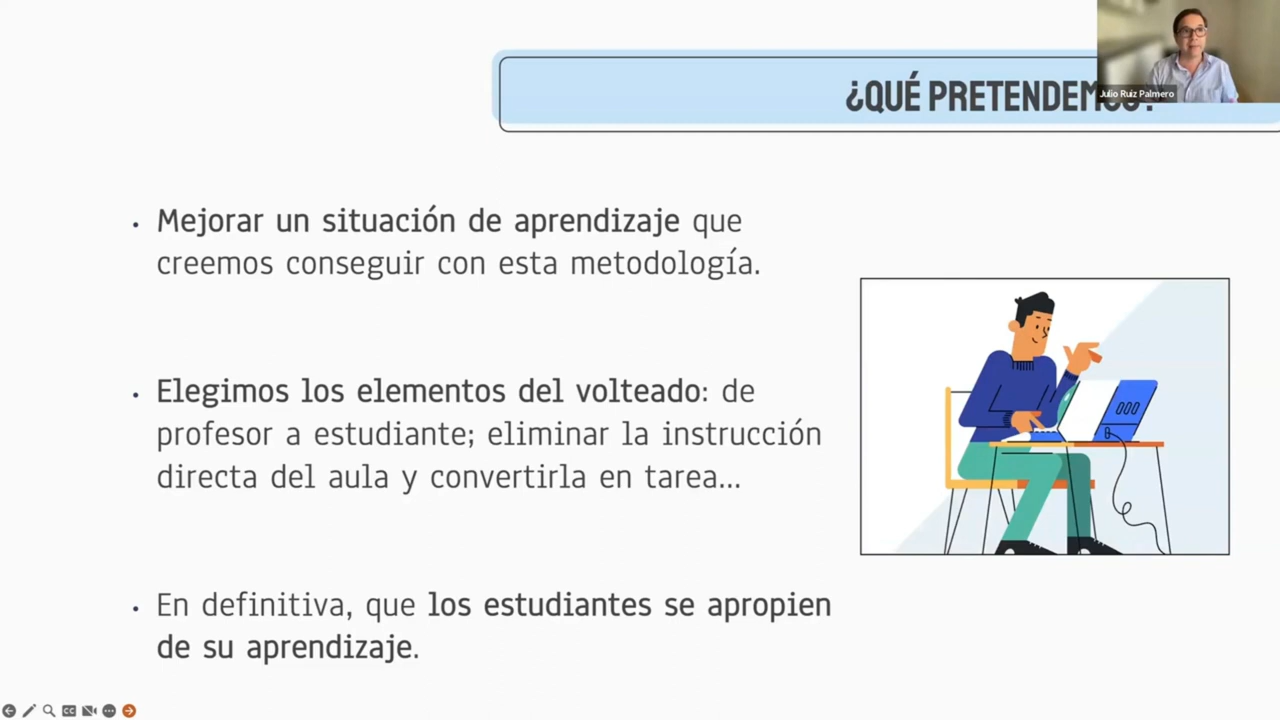 ¿QUÉ PRETENDEMOS?
Julio Ruiz Palmero
• Mejorar un situación de aprendizaje que
creemos conseguir con esta metodología.
• Elegimos los elementos del volteado: de
profesor a estudiante; eliminar la instrucción
directa del aula y convertirla en tarea...
• En definitiva, que los estudiantes se apropien
de su aprendizaje.
CC